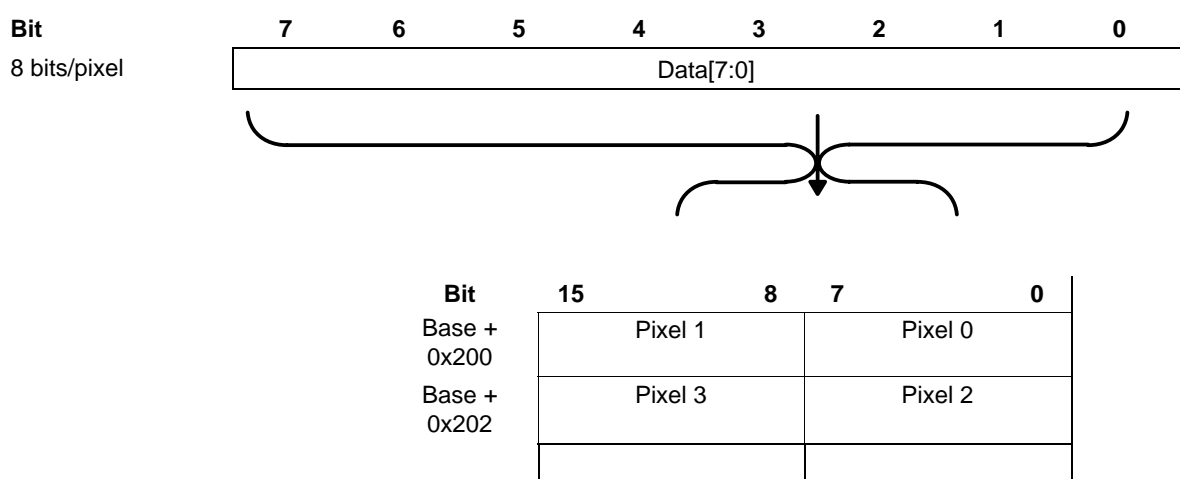 Bit 7 6 5 4 3 2 1 0
8 bits/pixel Data[7:0]
Bit 15 8 7 0
Base + 0x200 Pixel 1 Pixel 0
Base + 0x202 Pixel 3 Pixel 2